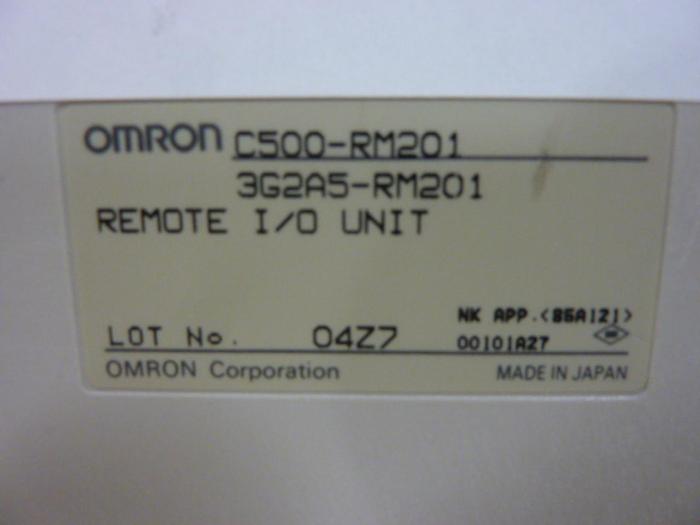 OMRON C500-RM201
3G2A5-RM201
REMOTE I/O UNIT
NK APP.<85A121>
LOT No. 04Z7 00101A27
OMRON Corporation MADE IN JAPAN